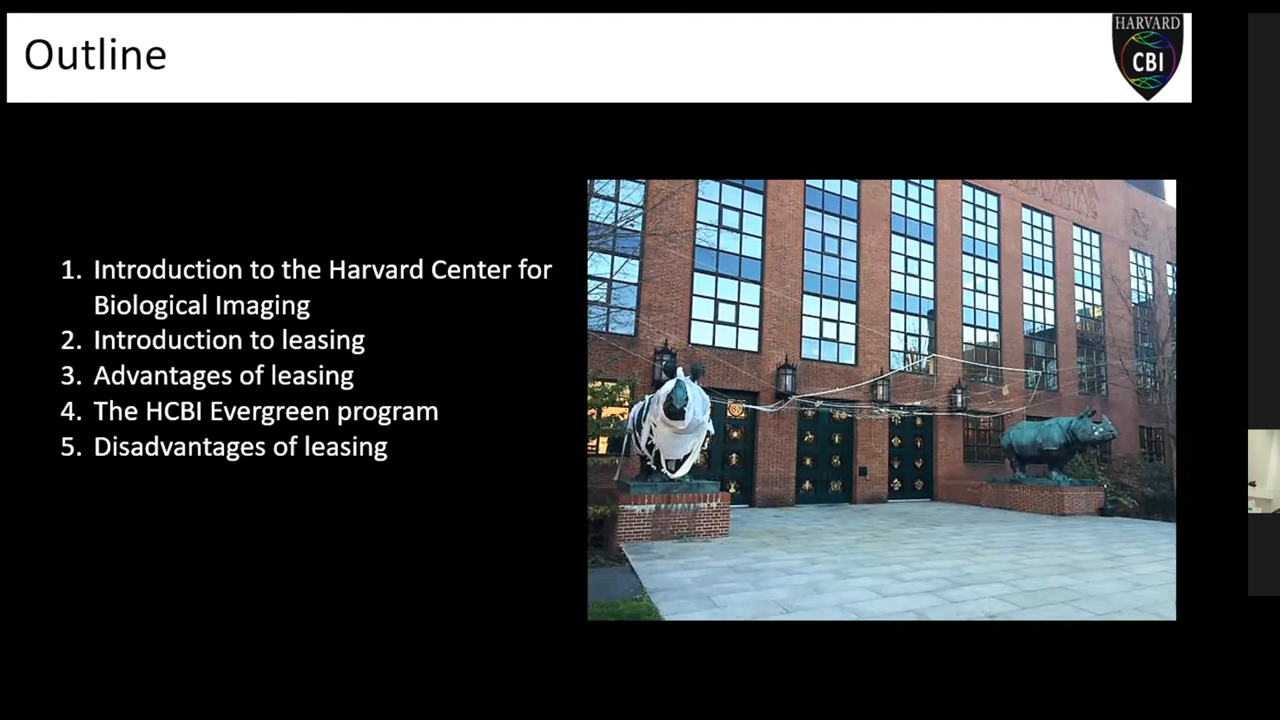 Outline
HARVARD
CBI
1. Introduction to the Harvard Center for
Biological Imaging
2. Introduction to leasing
3. Advantages of leasing
4. The HCBI Evergreen program
5. Disadvantages of leasing